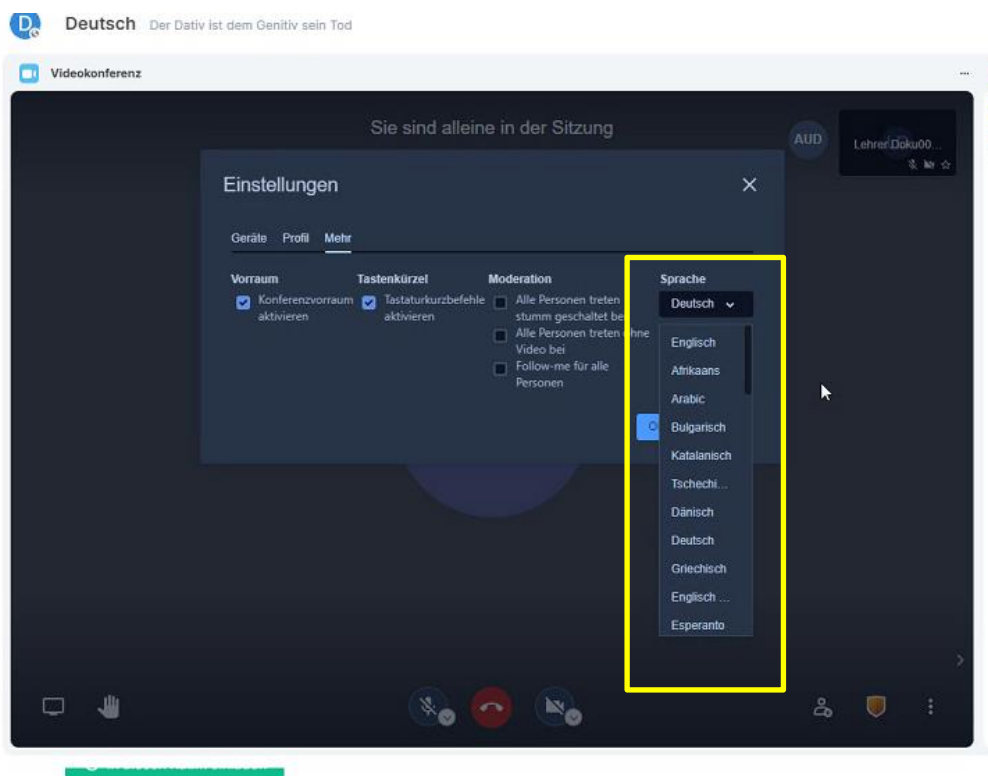 D
Deutsch Der Dativ ist dem Genitiv sein Tod
Videokonferenz
Sie sind alleine in der Sitzung
AUD
Lehrer Doku00...
Einstellungen
Geräte Profil Mehr
Vorraum
Konferenzvorraum
aktivieren
Tastenkürzel
Tastaturkurzbefehle
aktivieren
Moderation
Alle Personen treten
stumm geschaltet be
Alle Personen treten ohne
Video bei
Follow-me für alle
Personen
Sprache
Deutsch
Englisch
Afrikaans
Arabic
Bulgarisch
Katalanisch
Tschechi...
Dänisch
Deutsch
Griechisch
Englisch ...
Esperanto
O